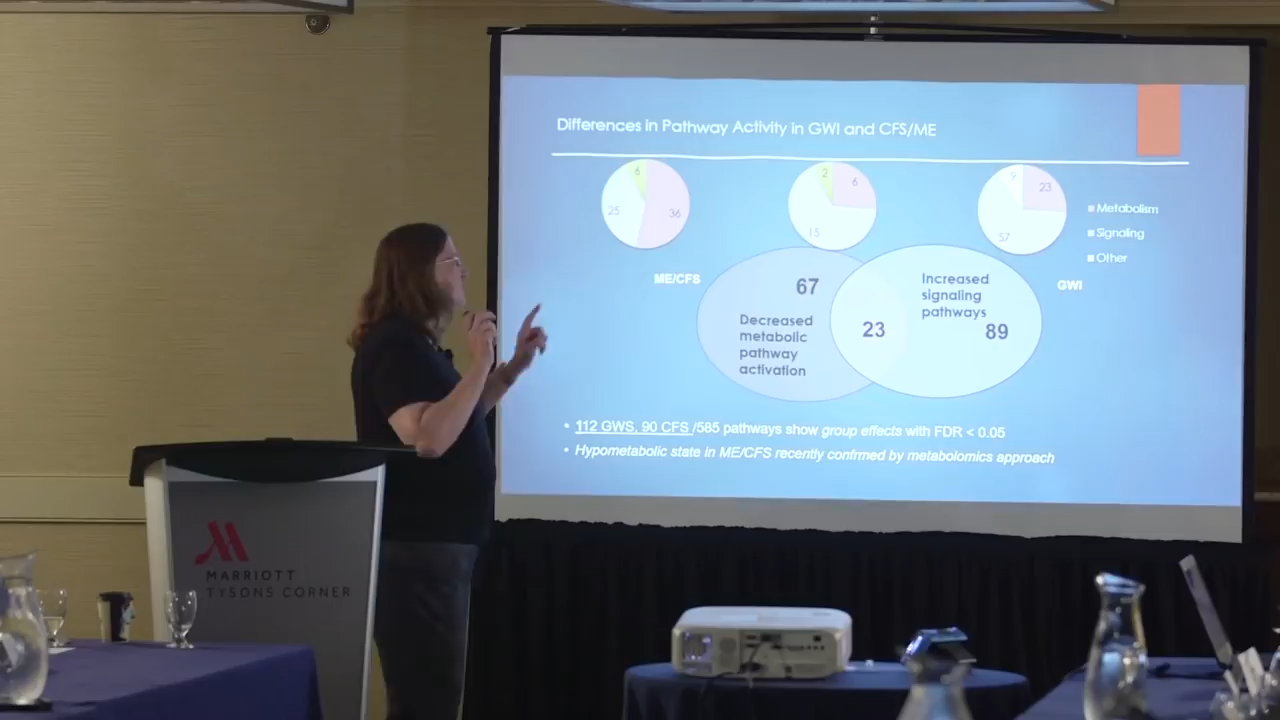 Differences in Pathway Activity in GWI and CFS/ME
6
25
36
2
6
15
9
23
57
Metabolism
Signaling
Other
ME/CFS
GWI
67
Decreased
metabolic
pathway
activation
23
Increased
signaling
pathways
89
• 112 GWS, 90 CFS /585 pathways show group effects with FDR < 0.05
• Hypometabolic state in ME/CFS recently confirmed by metabolomics approach
MARRIOTT
TYSONS CORNER